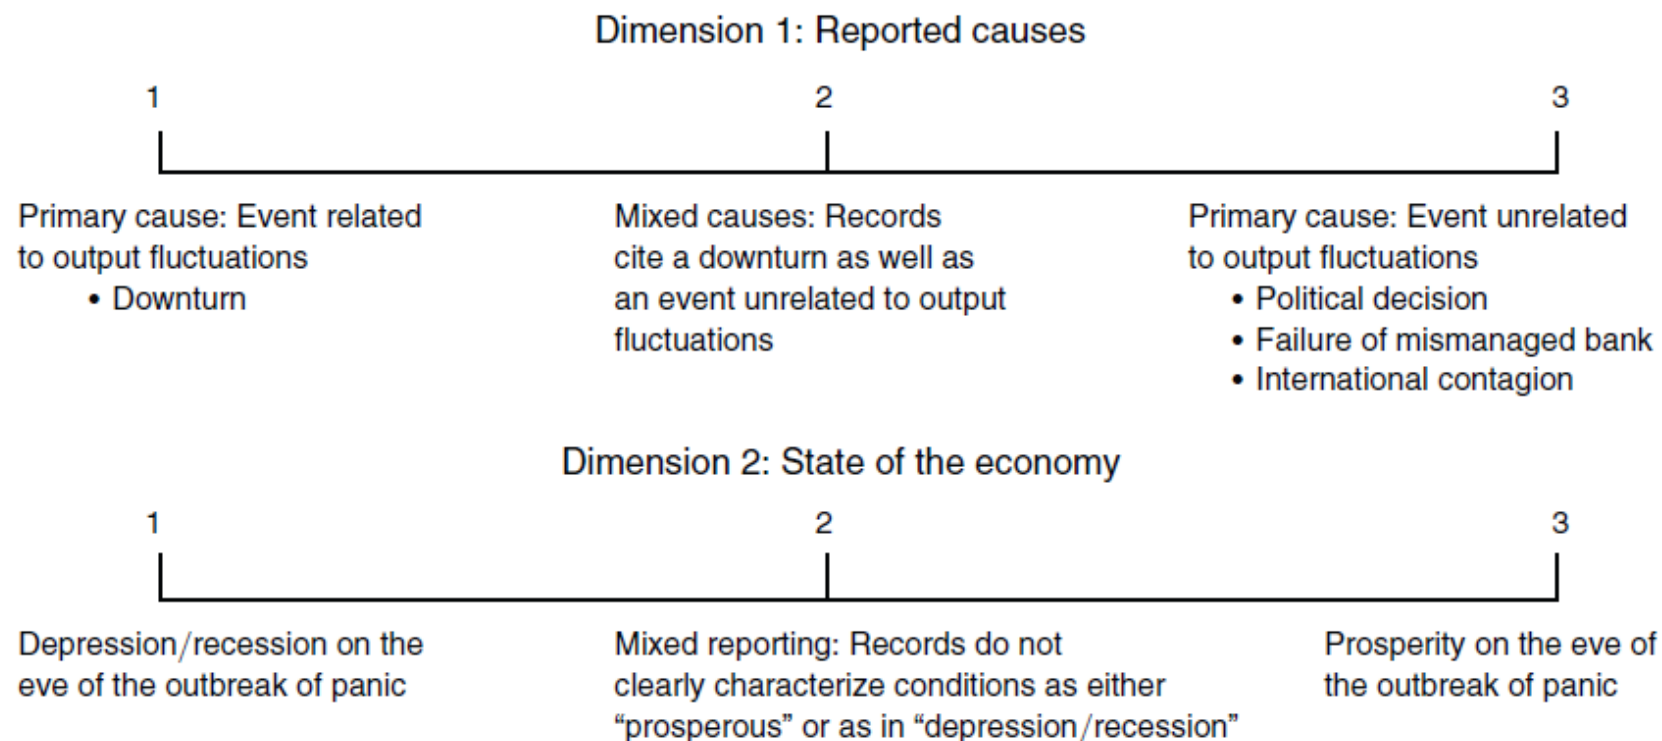 Dimension 1: Reported causes
1 2 3
Primary cause: Event related
to output fluctuations
• Downturn
Mixed causes: Records
cite a downturn as well as
an event unrelated to output
fluctuations
Primary cause: Event unrelated
to output fluctuations
• Political decision
• Failure of mismanaged bank
• International contagion
Dimension 2: State of the economy
1 2 3
Depression/recession on the
eve of the outbreak of panic
Mixed reporting: Records do not
clearly characterize conditions as either
“prosperous” or as in “depression/recession”
Prosperity on the eve of
the outbreak of panic